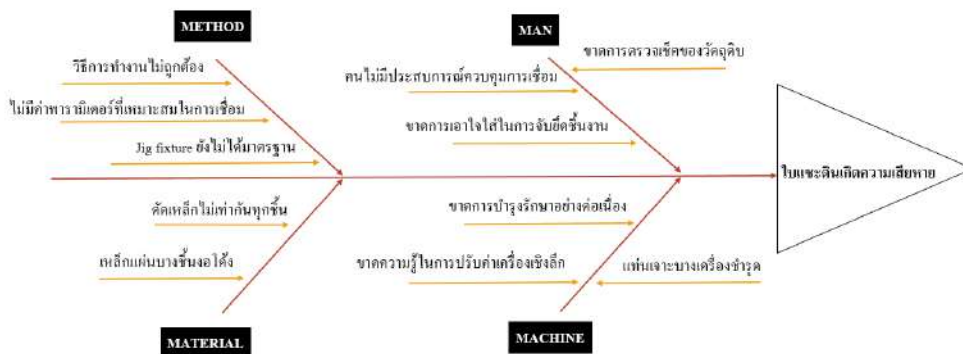 METHOD
MAN
ขาดการตรวจเช็คของวัตถุดิบ
วิธีการทำงานไม่ถูกต้อง
คนไม่มีประสบการณ์ควบคุมการเชื่อม
ไม่มีค่าพารามิเตอร์ที่เหมาะสมในการเชื่อม
ขาดการเอาใจใส่ในการจับยึดชิ้นงาน
Jig fixture ยังไม่ได้มาตรฐาน
ใบแซะดินเกิดความเสียหาย
ตัดเหล็กไม่เท่ากันทุกชิ้น
ขาดการบำรุงรักษาอย่างต่อเนื่อง
เหล็กแผ่นบางชิ้นงอโค้ง
ขาดความรู้ในการปรับค่าเครื่องเชิงลึก
แท่นเจาะบางเครื่องชำรุด
MATERIAL
MACHINE